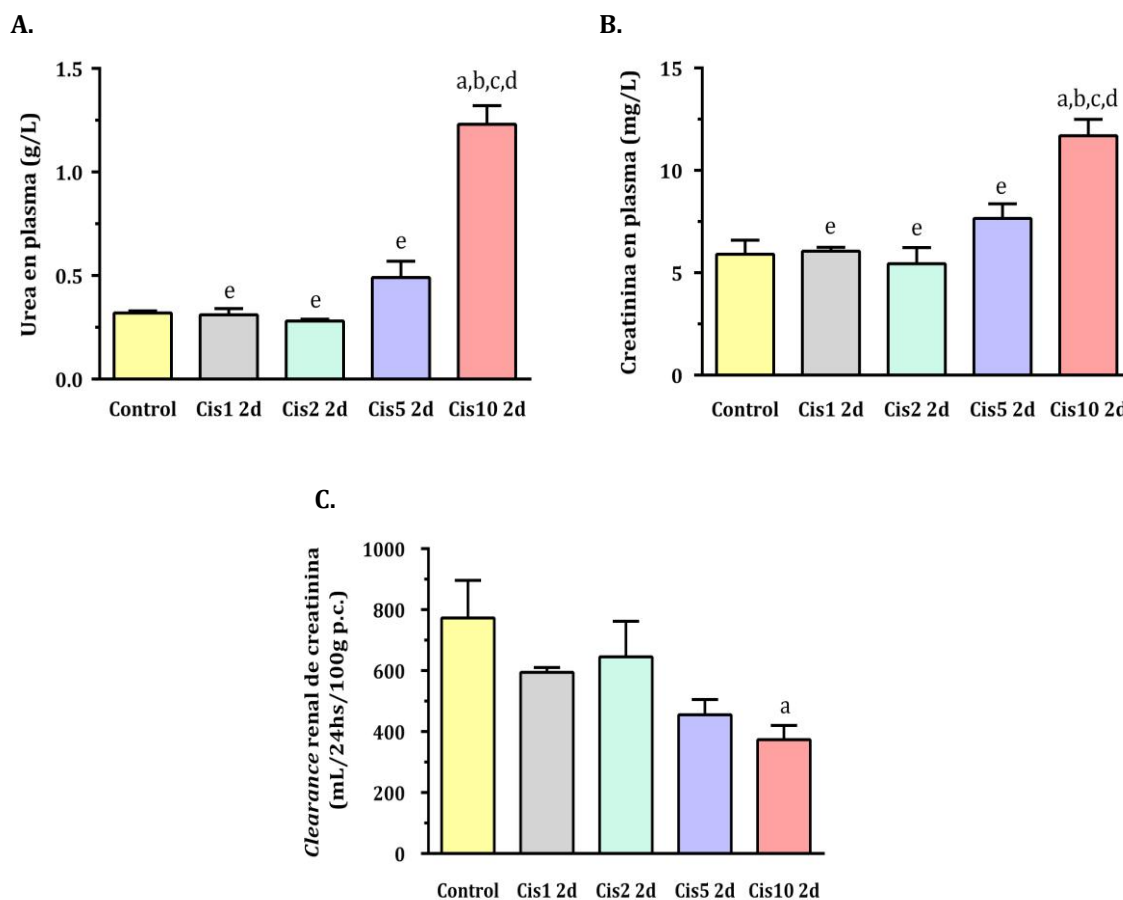 A.
Urea en plasma (g/L)
1.5
1.0
0.5
0.0
a,b,c,d
e
e
e
Control Cis1 2d Cis2 2d Cis5 2d Cis10 2d
B.
Creatinina en plasma (mg/L)
15
10
5
0
a,b,c,d
e
e
e
Control Cis1 2d Cis2 2d Cis5 2d Cis10 2d
C.
Clearance renal de creatinina
(mL/24hs/100g p.c.)
1000
800
600
400
200
0
a
Control Cis1 2d Cis2 2d Cis5 2d Cis10 2d